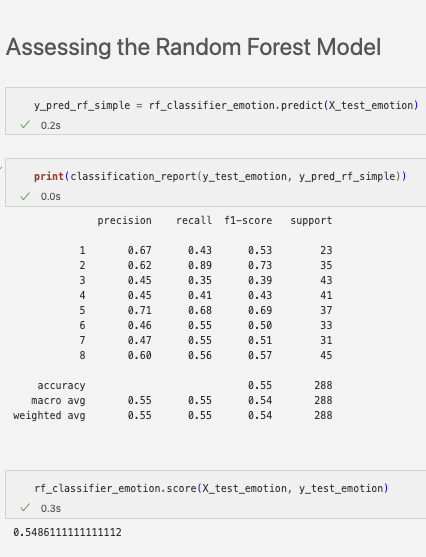 Assessing the Random Forest Model
y_pred_rf_simple = rf_classifier_emotion.predict(X_test_emotion)
✓ 0.2s
print(classification_report(y_test_emotion, y_pred_rf_simple))
✓ 0.0s
precision recall f1-score support
1 0.67 0.43 0.53 23
2 0.62 0.89 0.73 35
3 0.45 0.35 0.39 43
4 0.45 0.41 0.43 41
5 0.71 0.68 0.69 37
6 0.46 0.55 0.50 33
7 0.47 0.55 0.51 31
8 0.60 0.56 0.57 45
accuracy 0.55 288
macro avg 0.55 0.55 0.54 288
weighted avg 0.55 0.55 0.54 288
rf_classifier_emotion.score(X_test_emotion, y_test_emotion)
✓ 0.3s
0.5486111111111112